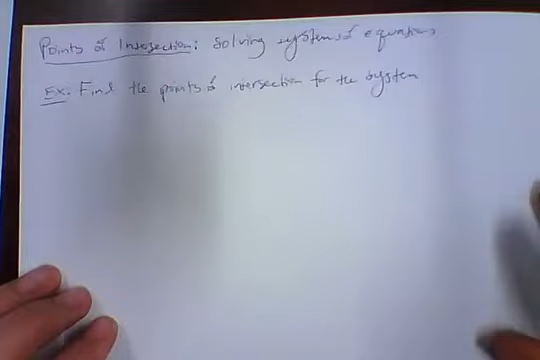 Points of Intersection: Solving systems of equations
Ex. Find the points of intersection for the system